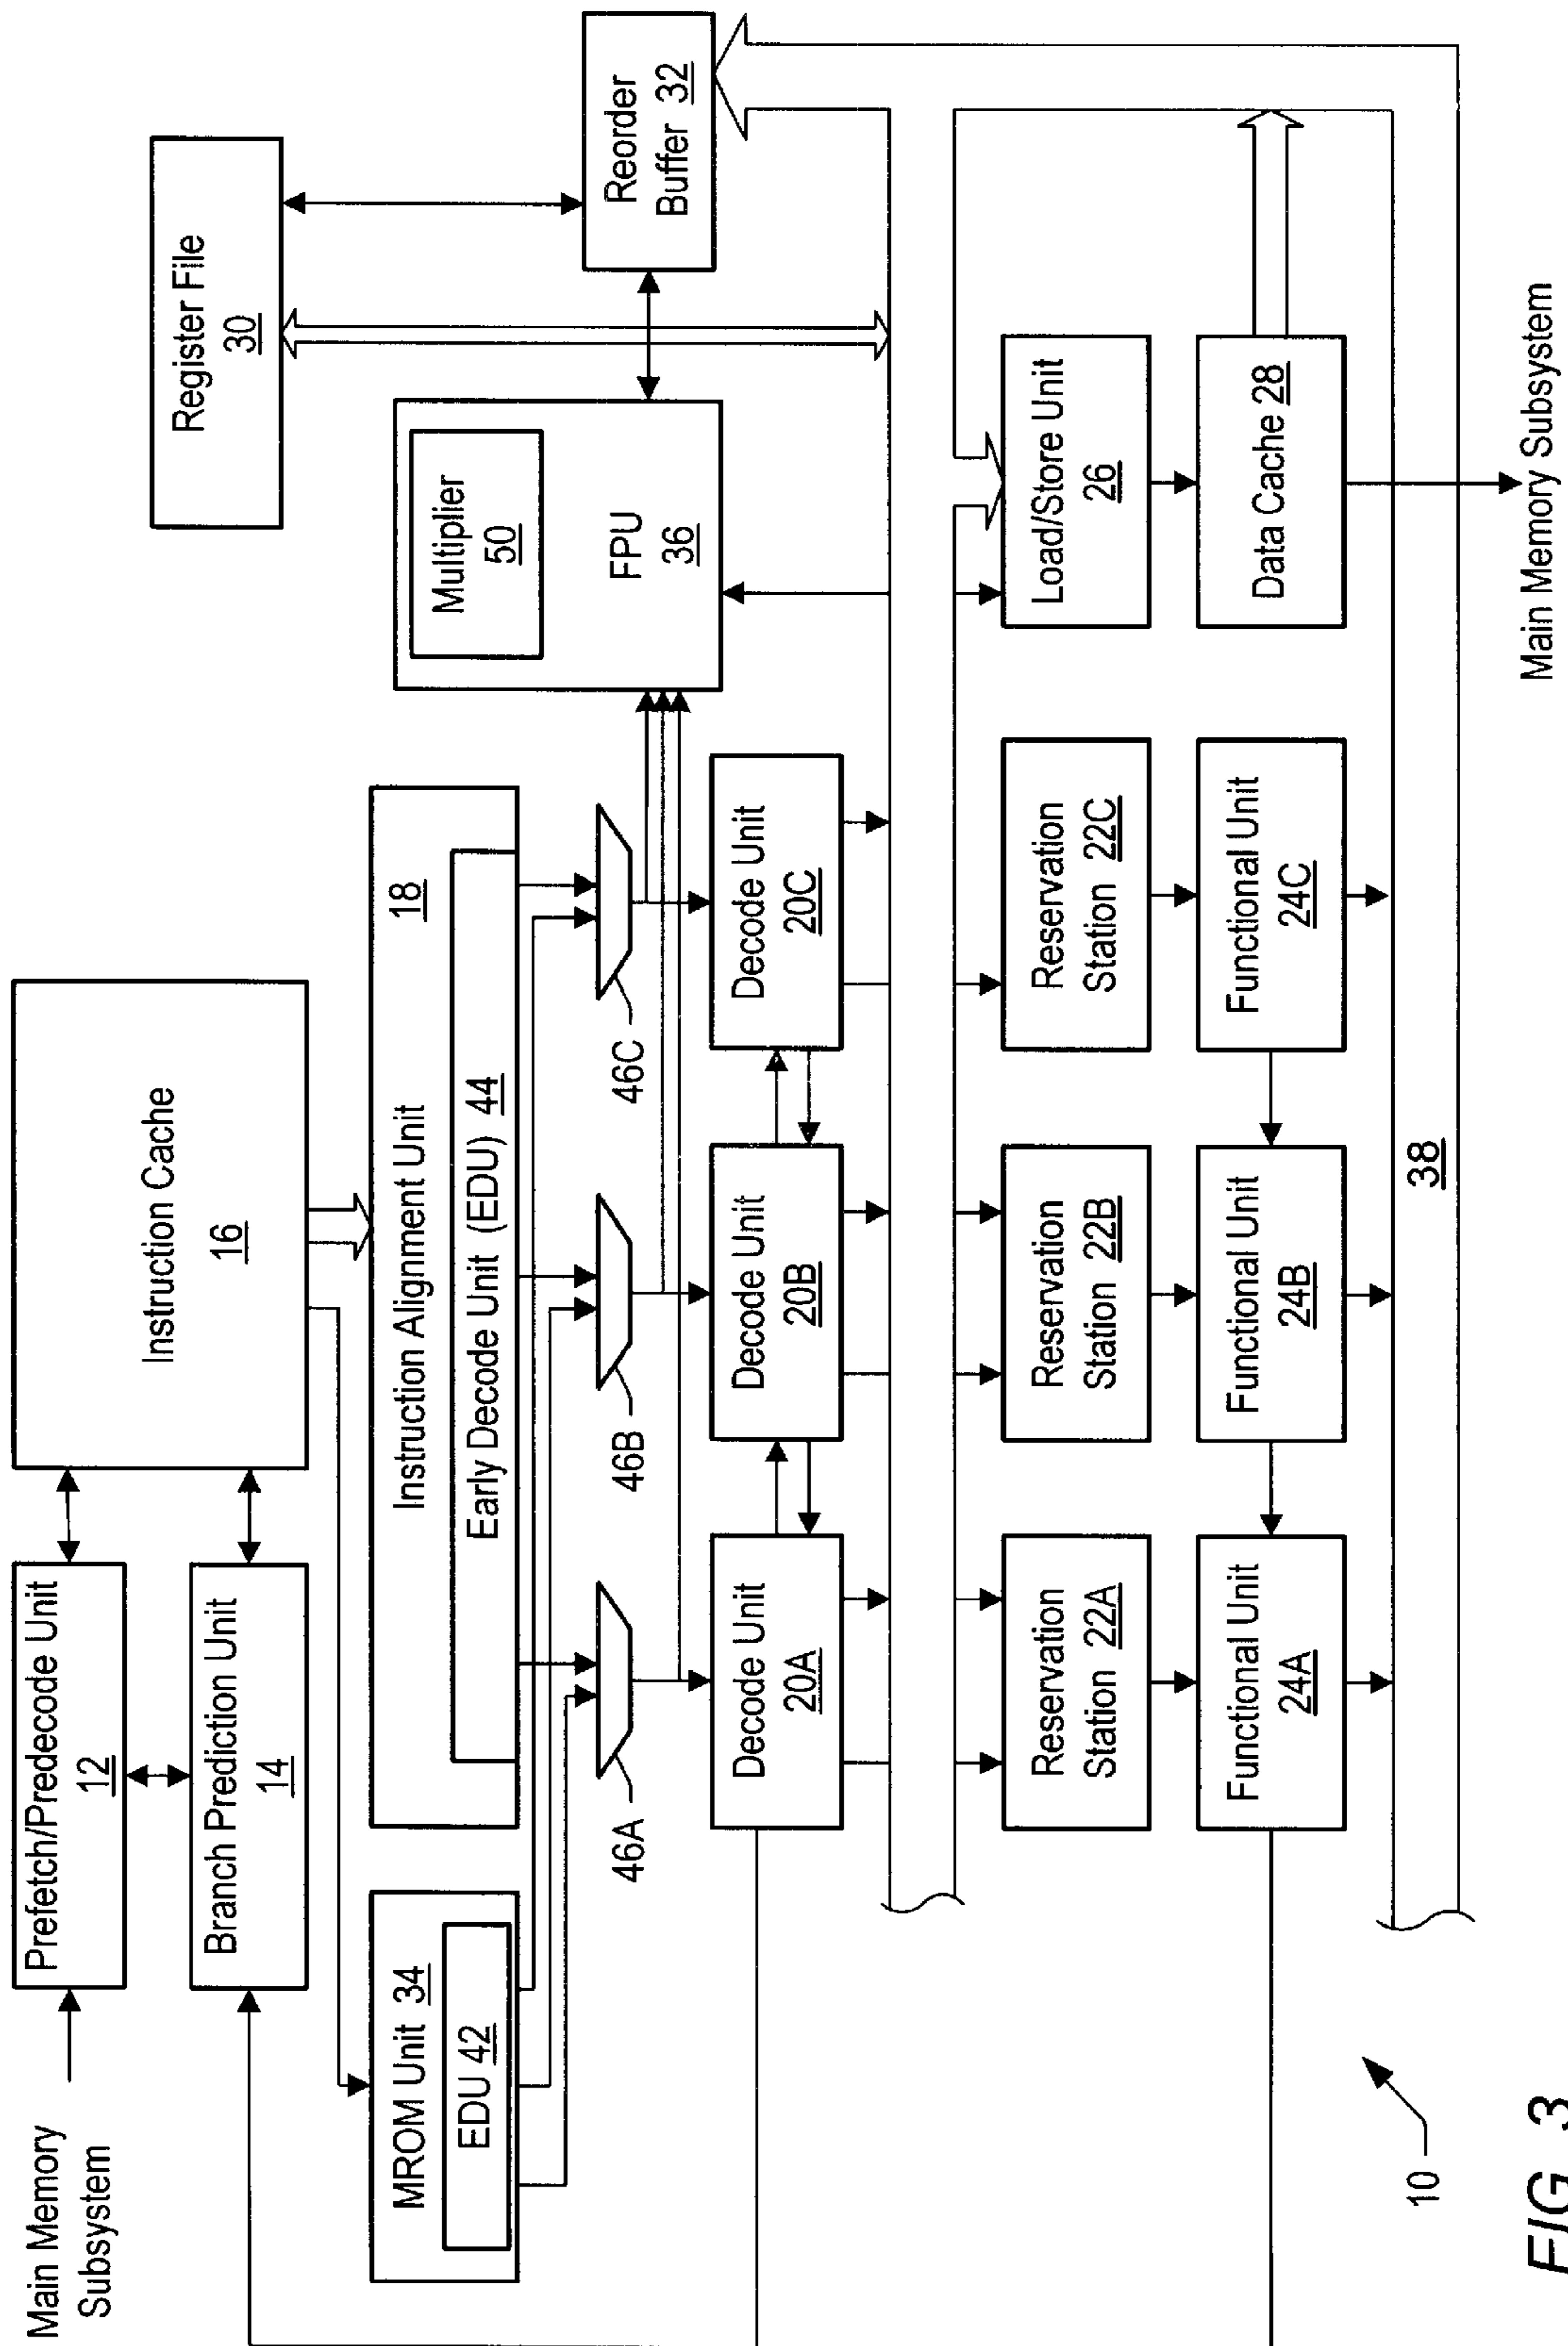 Main Memory
Subsystem
Prefetch/Predecode Unit
12
Branch Prediction Unit
14
Instruction Cache
16
Register File
30
Reorder
Buffer 32
MROM Unit 34
EDU 42
Instruction Alignment Unit
18
Early Decode Unit (EDU) 44
Multiplier
50
FPU
36
46A
46B
46C
Decode Unit
20A
Decode Unit
20B
Decode Unit
20C
Reservation
Station 22A
Reservation
Station 22B
Reservation
Station 22C
Load/Store Unit
26
Functional Unit
24A
Functional Unit
24B
Functional Unit
24C
Data Cache 28
38
Main Memory Subsystem
10
FIG. 3